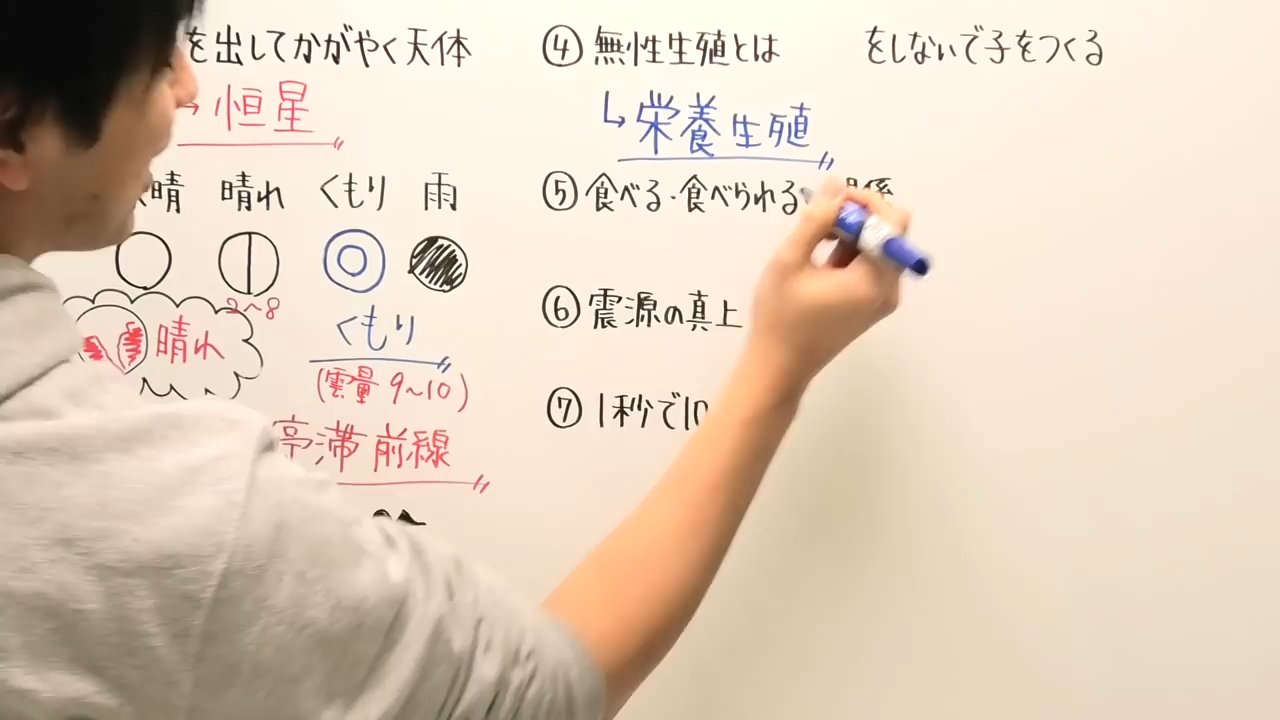 を出してかがやく天体
恒星
晴 晴れ くもり 雨
2~8
晴れ
くもり
(雲量 9~10)
停滞前線
④ 無性生殖とは をしないで子をつくる
↳栄養生殖
⑤ 食べる・食べられる 関係
⑥ 震源の真上
⑦ 1秒で10